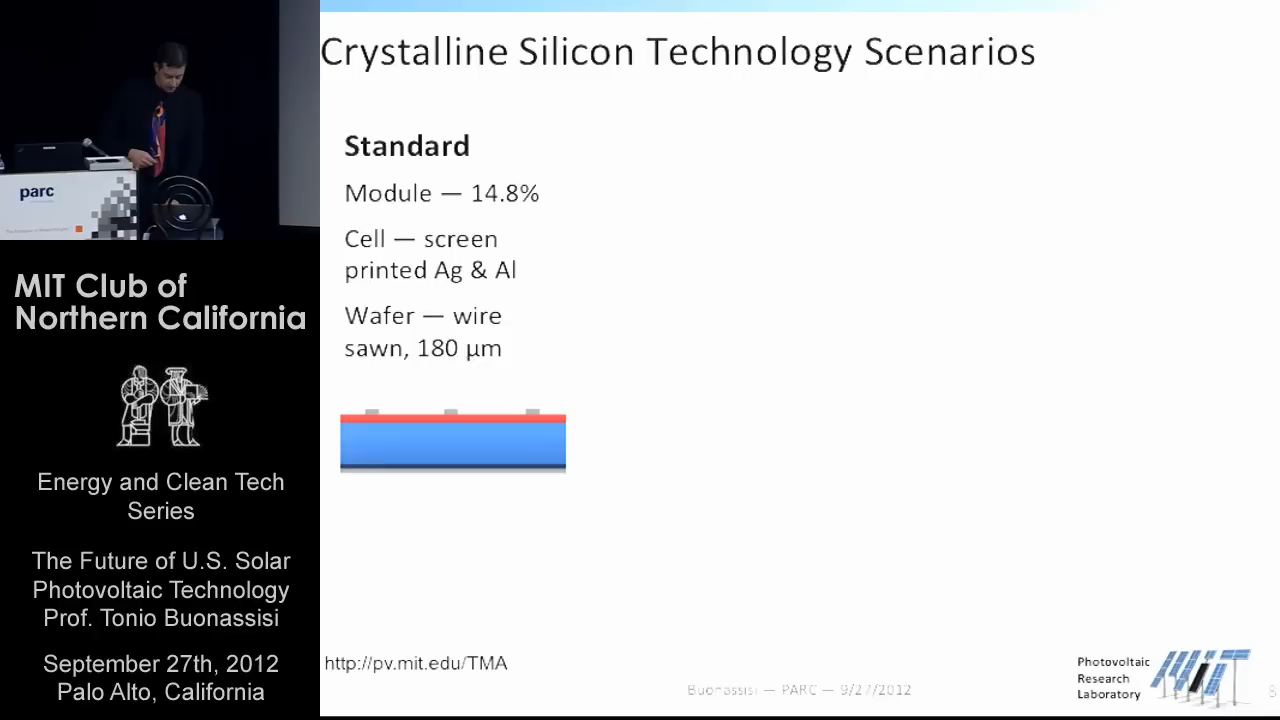 Crystalline Silicon Technology Scenarios
Standard
Module — 14.8%
Cell — screen
printed Ag & Al
Wafer — wire
sawn, 180 µm
http://pv.mit.edu/TMA
Buonassisi — PARC — 9/27/2012
Photovoltaic
Research
Laboratory
MIT
8
parc
MIT Club of
Northern California
Energy and Clean Tech
Series
The Future of U.S. Solar
Photovoltaic Technology
Prof. Tonio Buonassisi
September 27th, 2012
Palo Alto, California